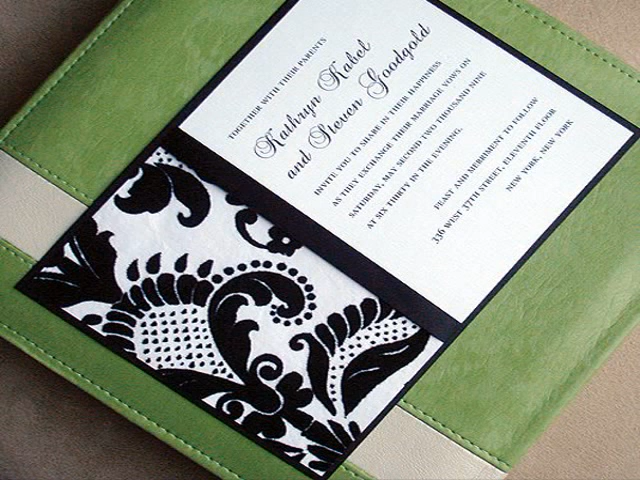 TOGETHER WITH THEIR PARENTS
Kathryn Kabel
and Steven Goodgold
INVITE YOU TO SHARE IN THEIR HAPPINESS
AS THEY EXCHANGE THEIR MARRIAGE VOWS ON
SATURDAY, MAY SECOND TWO THOUSAND NINE
AT SIX THIRTY IN THE EVENING.
FEAST AND MERRIMENT TO FOLLOW
336 WEST 37TH STREET, ELEVENTH FLOOR
NEW YORK, NEW YORK